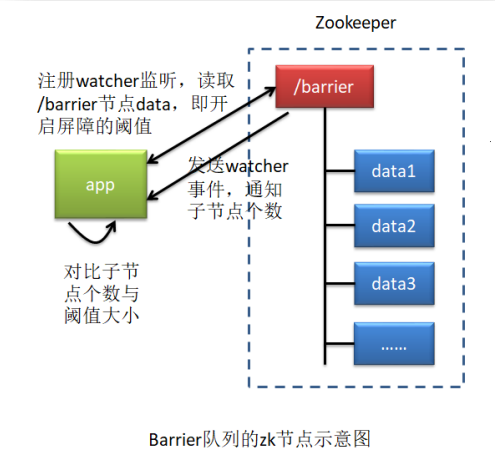 Zookeeper
注册watcher监听，读取
/barrier节点data，即开
启屏障的阈值
/barrier
发送watcher
事件，通知
子节点个数
app
data1
data2
data3
……
对比子节
点个数与
阈值大小
Barrier队列的zk节点示意图